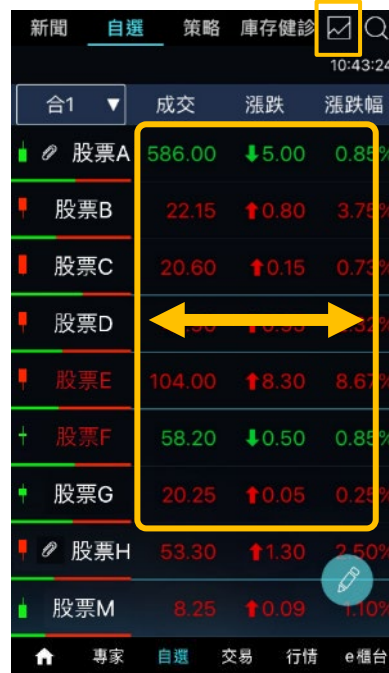 新聞 自選 策略 庫存健診
10:43:24
合1 ▼ 成交 漲跌 漲跌幅
股票A 586.00 ⬇5.00 0.85%
股票B 22.15 ⬆0.80 3.75%
股票C 20.60 ⬆0.15 0.73%
股票D
股票E 104.00 ⬆8.30 8.67%
股票F 58.20 ⬇0.50 0.85%
股票G 20.25 ⬆0.05 0.25%
股票H 53.30 ⬆1.30 2.50%
股票M 8.25 ⬆0.09 1.10%
專家 自選 交易 行情 e櫃台